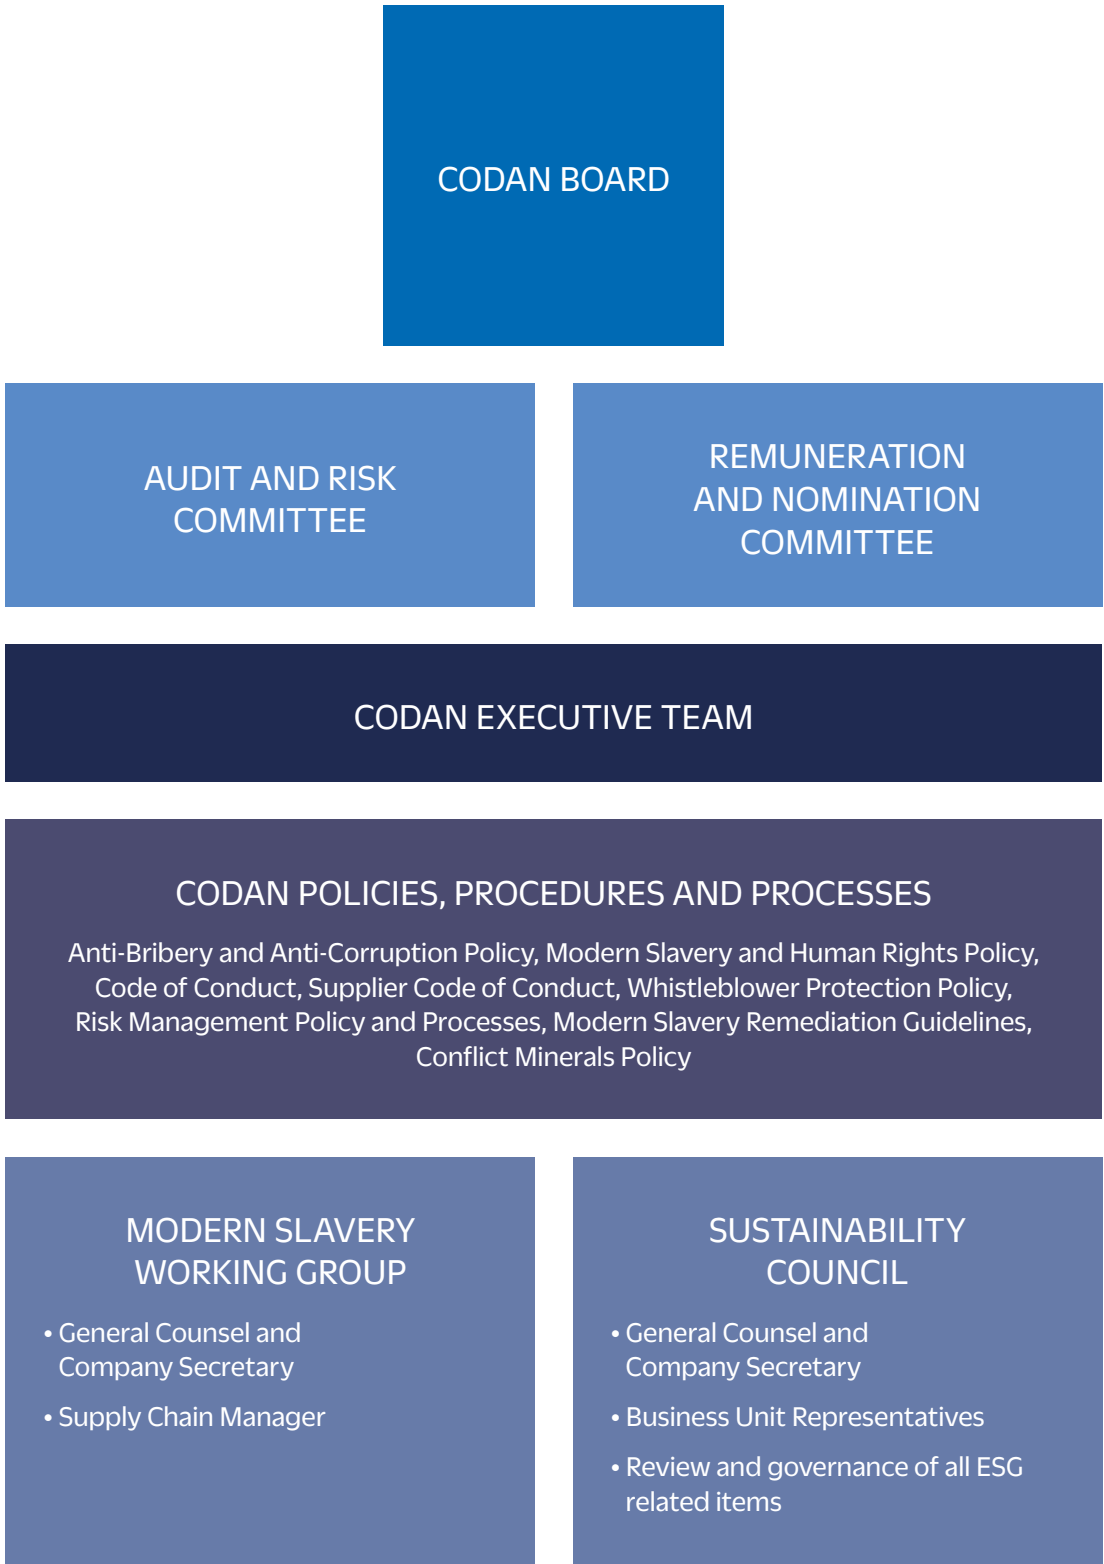 CODAN BOARD
AUDIT AND RISK
COMMITTEE
REMUNERATION
AND NOMINATION
COMMITTEE
CODAN EXECUTIVE TEAM
CODAN POLICIES, PROCEDURES AND PROCESSES
Anti-Bribery and Anti-Corruption Policy, Modern Slavery and Human Rights Policy,
Code of Conduct, Supplier Code of Conduct, Whistleblower Protection Policy,
Risk Management Policy and Processes, Modern Slavery Remediation Guidelines,
Conflict Minerals Policy
MODERN SLAVERY
WORKING GROUP
• General Counsel and
Company Secretary
• Supply Chain Manager
SUSTAINABILITY
COUNCIL
• General Counsel and
Company Secretary
• Business Unit Representatives
• Review and governance of all ESG
related items